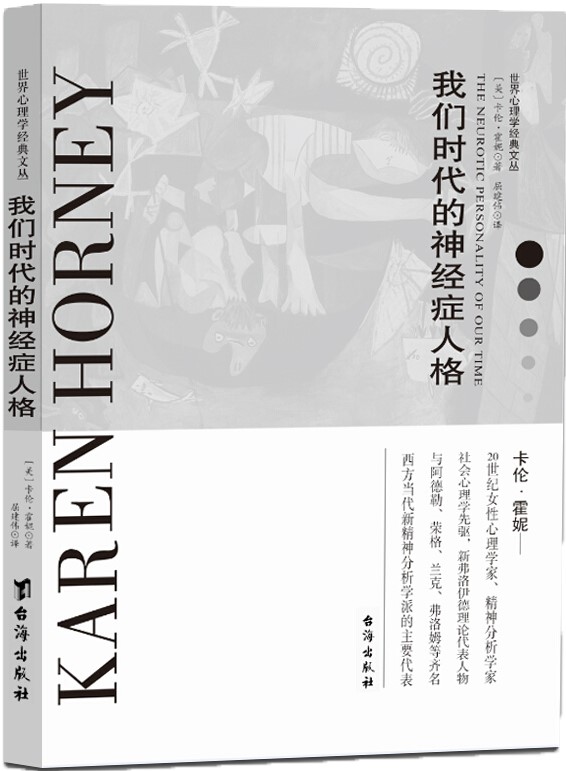 世界心理学经典文丛
我们时代的神经症人格
〔美〕卡伦·霍妮⊙著
屈建伟⊙译
台海出版社
KAREN HORNEY
世界心理学经典文丛
〔美〕卡伦·霍妮⊙著 屈建伟⊙译
THE NEUROTIC PERSONALITY OF OUR TIME
我们时代的神经症人格
卡伦·霍妮——
20世纪女性心理学家、精神分析学家
社会心理学先驱，新弗洛伊德理论代表人物
与阿德勒、荣格、兰克、弗洛姆等齐名
西方当代新精神分析学派的主要代表
台海出版社